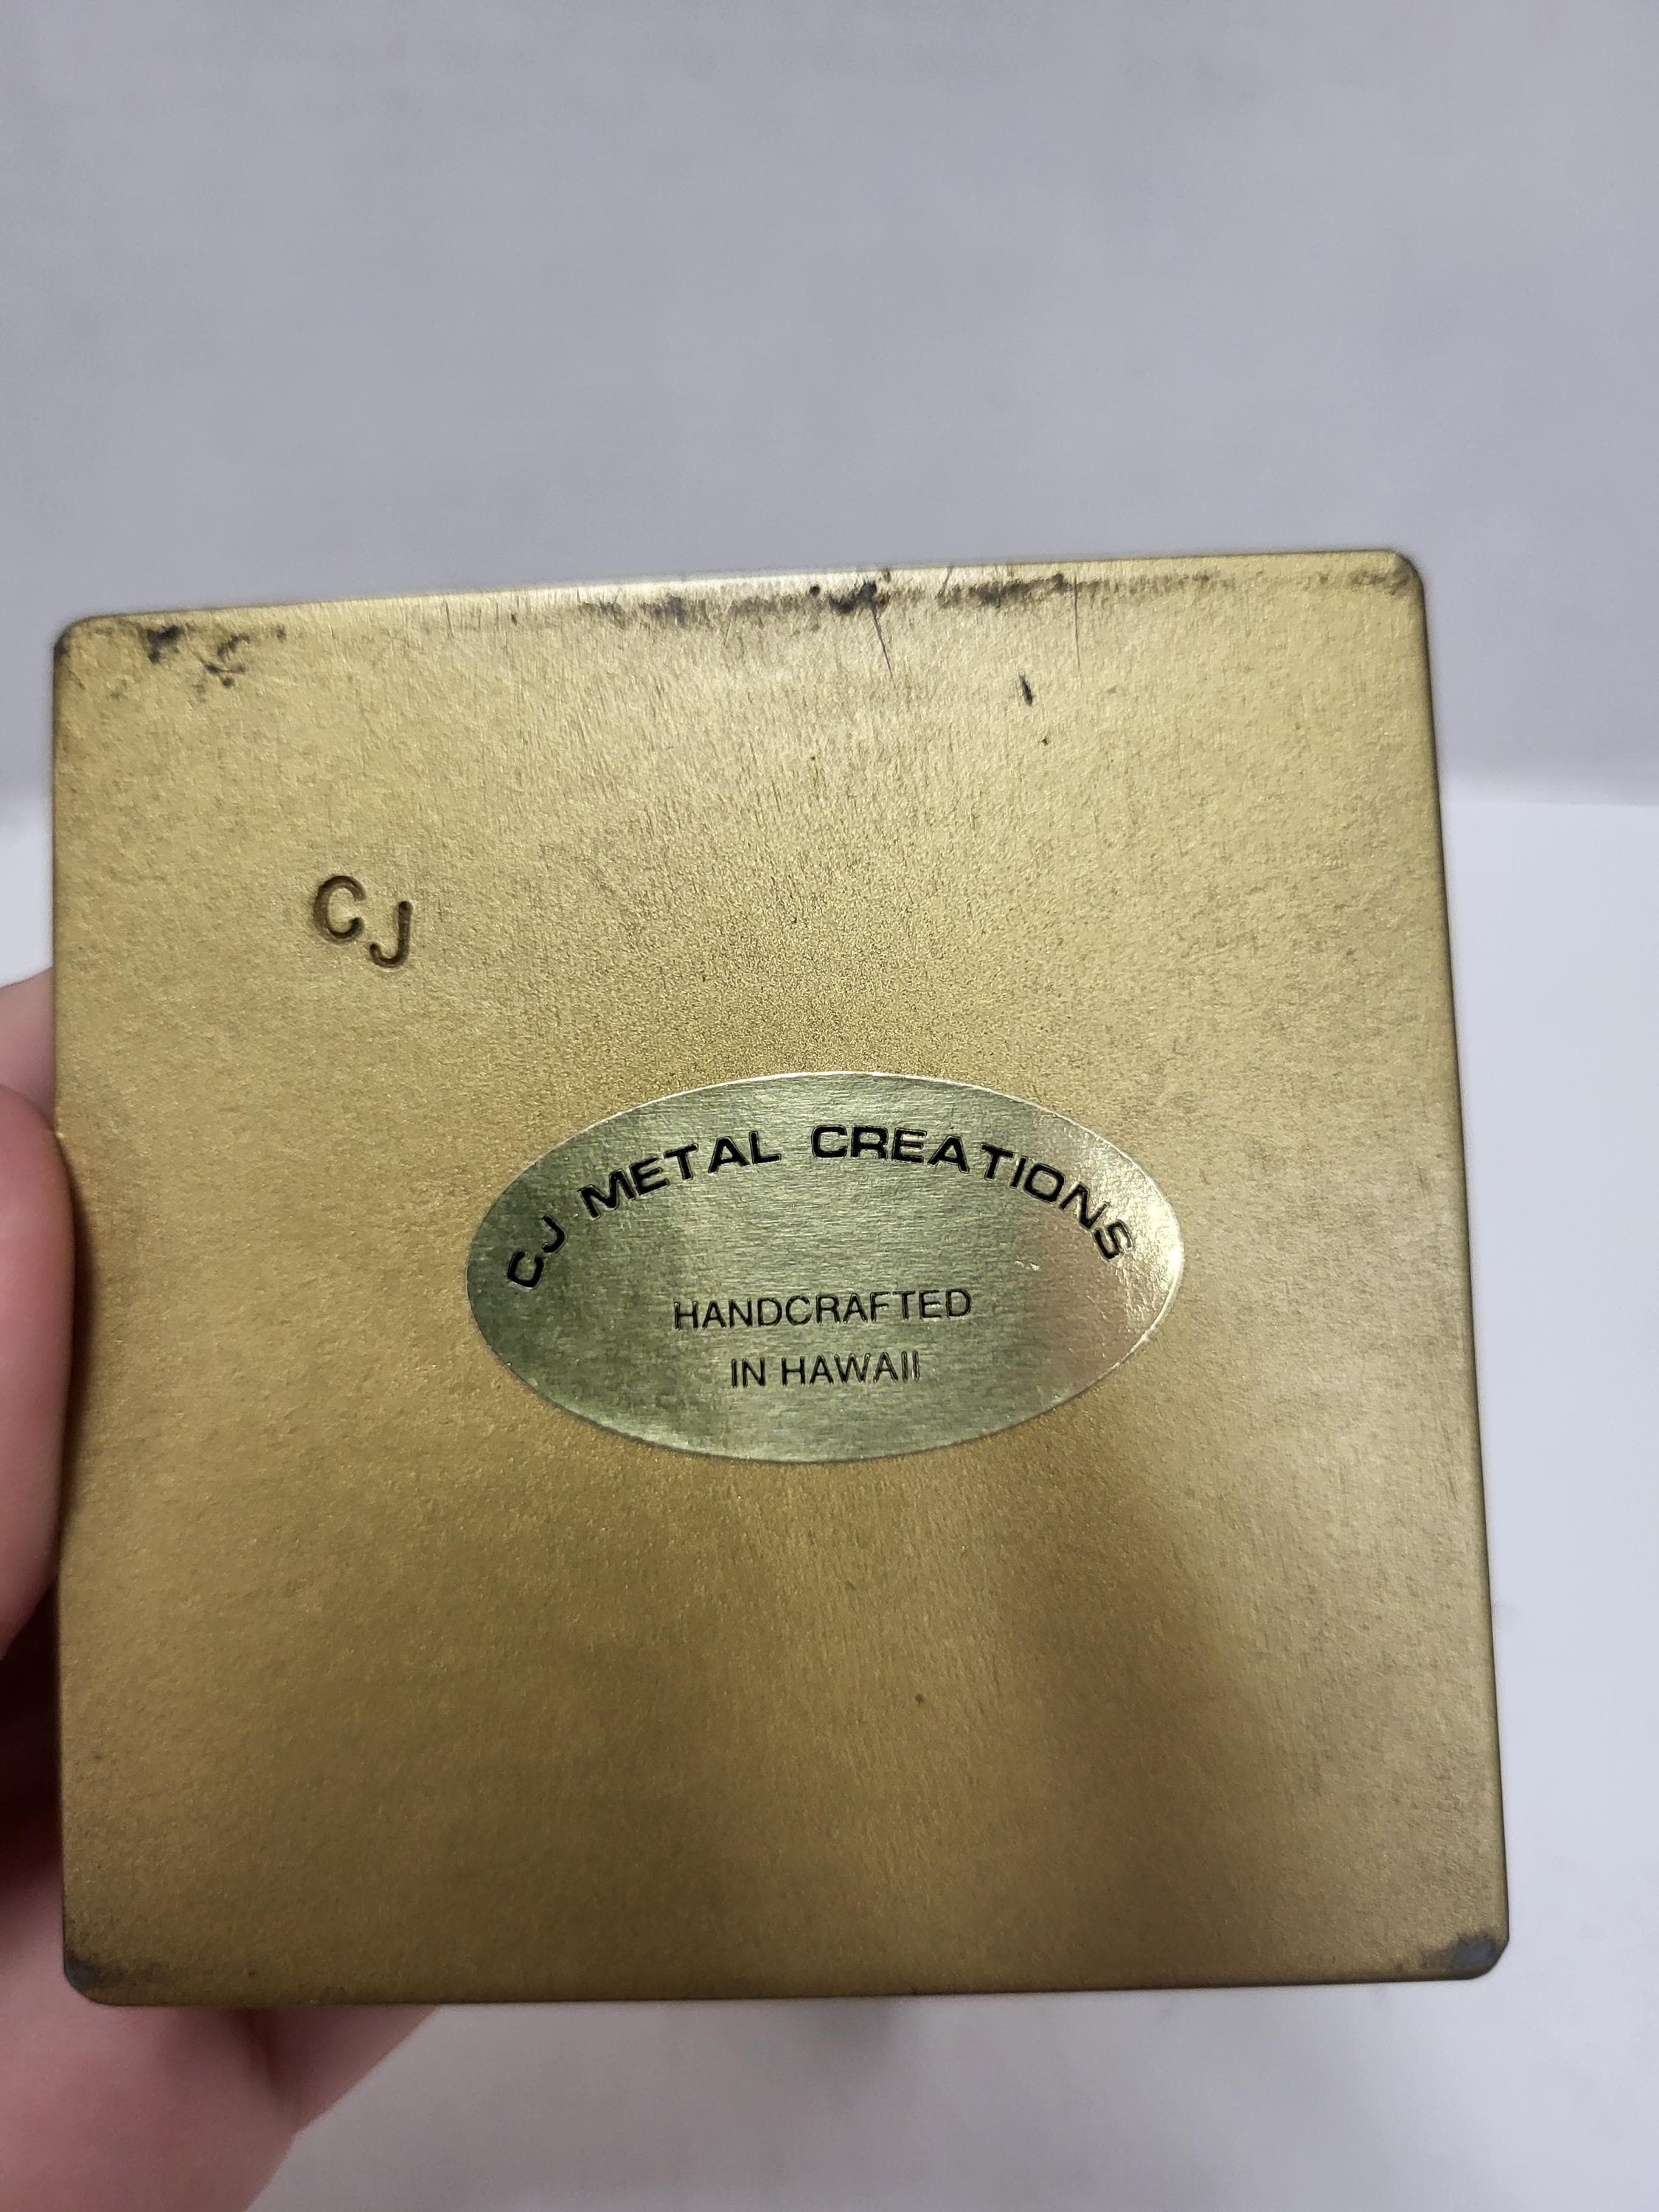 CJ
CJ METAL CREATIONS
HANDCRAFTED
IN HAWAII